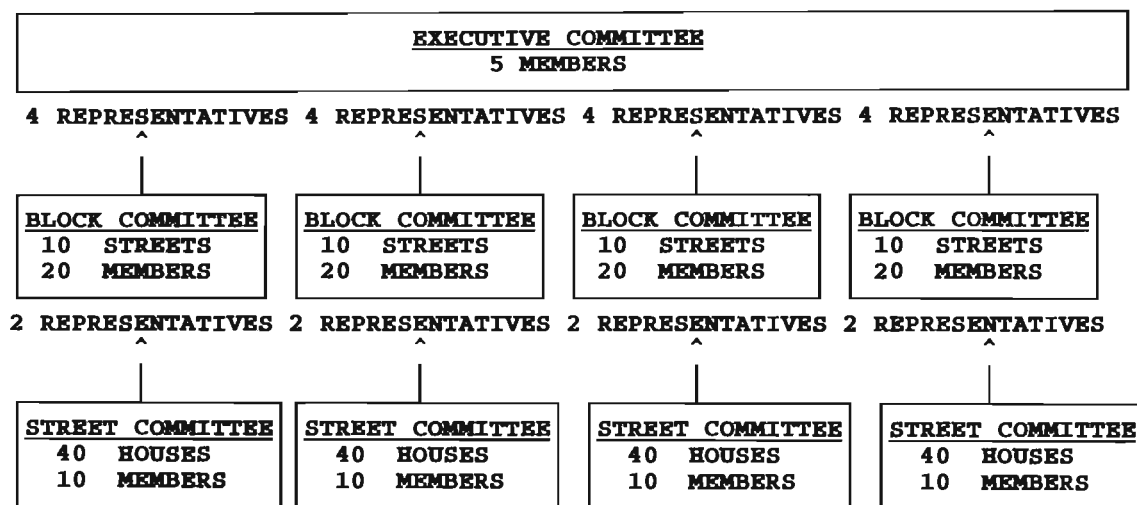 EXECUTIVE COMMITTEE
5 MEMBERS
4 REPRESENTATIVES 4 REPRESENTATIVES 4 REPRESENTATIVES 4 REPRESENTATIVES
BLOCK COMMITTEE BLOCK COMMITTEE BLOCK COMMITTEE BLOCK COMMITTEE
10 STREETS 10 STREETS 10 STREETS 10 STREETS
20 MEMBERS 20 MEMBERS 20 MEMBERS 20 MEMBERS
2 REPRESENTATIVES 2 REPRESENTATIVES 2 REPRESENTATIVES 2 REPRESENTATIVES
STREET COMMITTEE STREET COMMITTEE STREET COMMITTEE STREET COMMITTEE
40 HOUSES 40 HOUSES 40 HOUSES 40 HOUSES
10 MEMBERS 10 MEMBERS 10 MEMBERS 10 MEMBERS